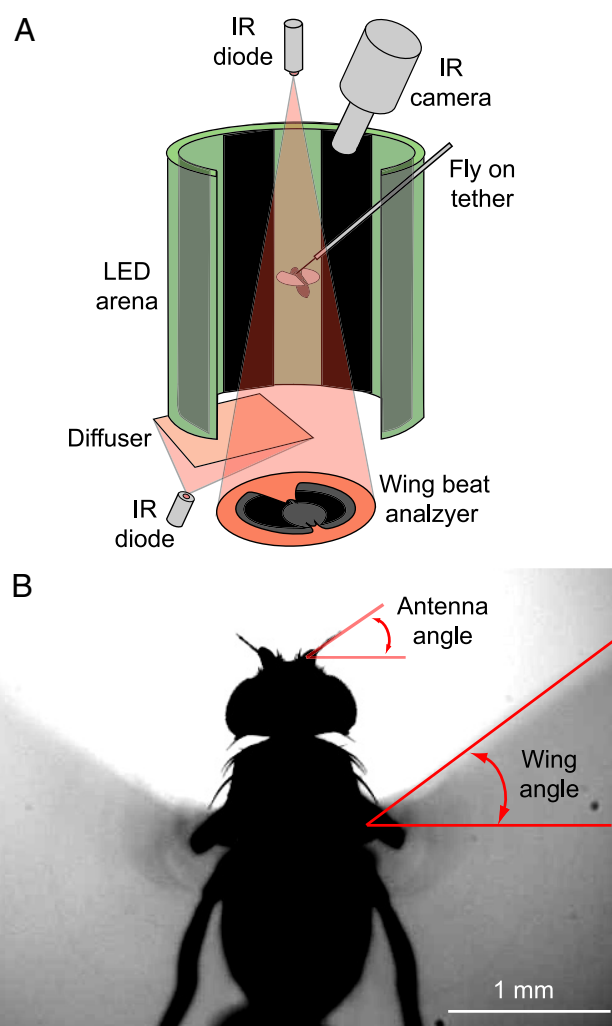 A
IR
diode
IR
camera
Fly on
tether
LED
arena
Diffuser
IR
diode
Wing beat
analzyer
B
Antenna
angle
Wing
angle
1 mm